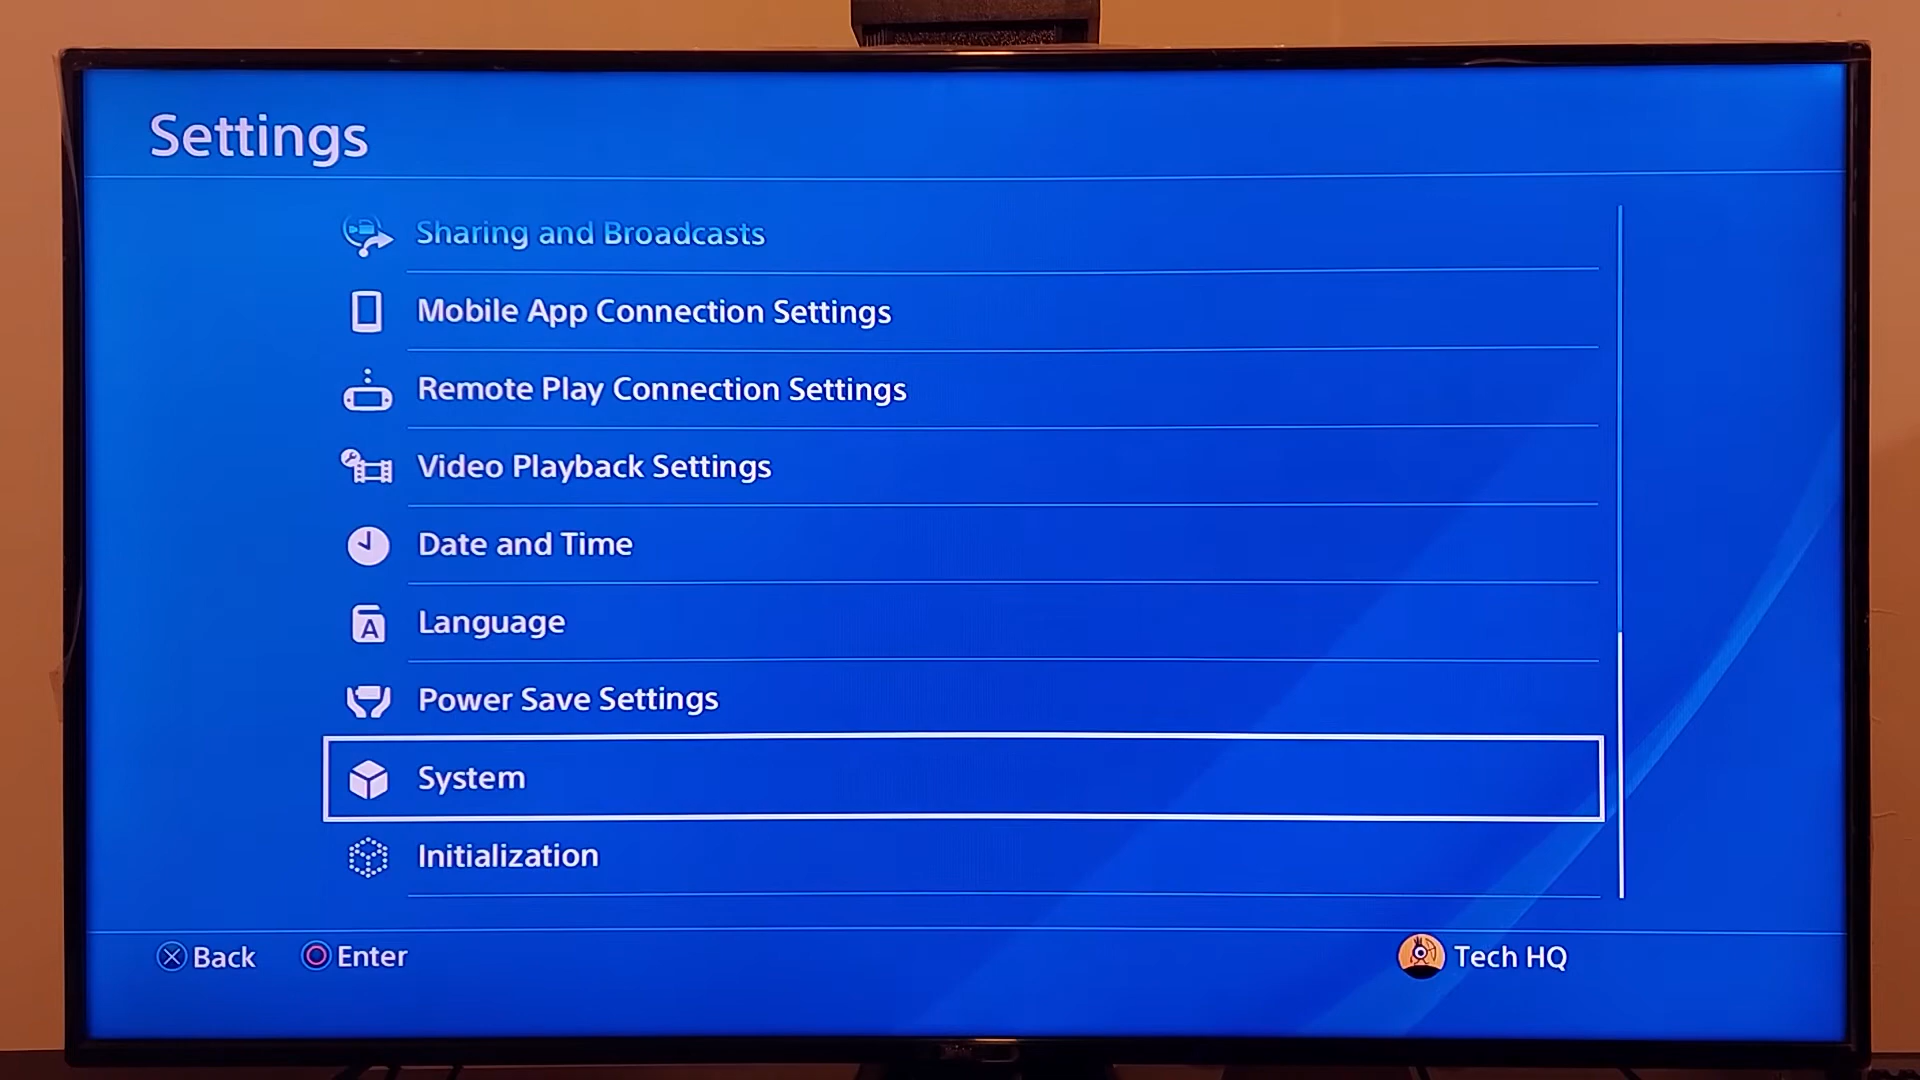 Settings
Sharing and Broadcasts
Mobile App Connection Settings
Remote Play Connection Settings
Video Playback Settings
Date and Time
A Language
Power Save Settings
System
Initialization
Back Enter Tech HQ